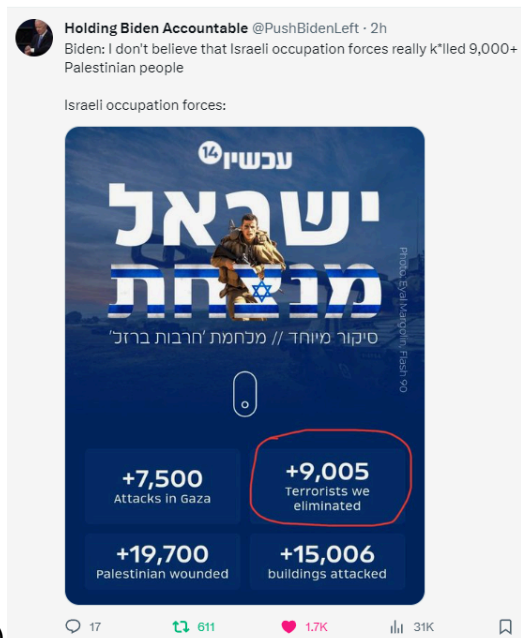 Holding Biden Accountable @PushBidenLeft · 2h
Biden: I don't believe that Israeli occupation forces really k*lled 9,000+
Palestinian people
Israeli occupation forces:
עכשיו 14
ישראל
מנצחת
סיקור מיוחד // מלחמת 'חרבות ברזל'
Photo: Eyal Margolin, Flash 90
+7,500
Attacks in Gaza
+9,005
Terrorists we
eliminated
+19,700
Palestinian wounded
+15,006
buildings attacked
17
611
1.7K
31K